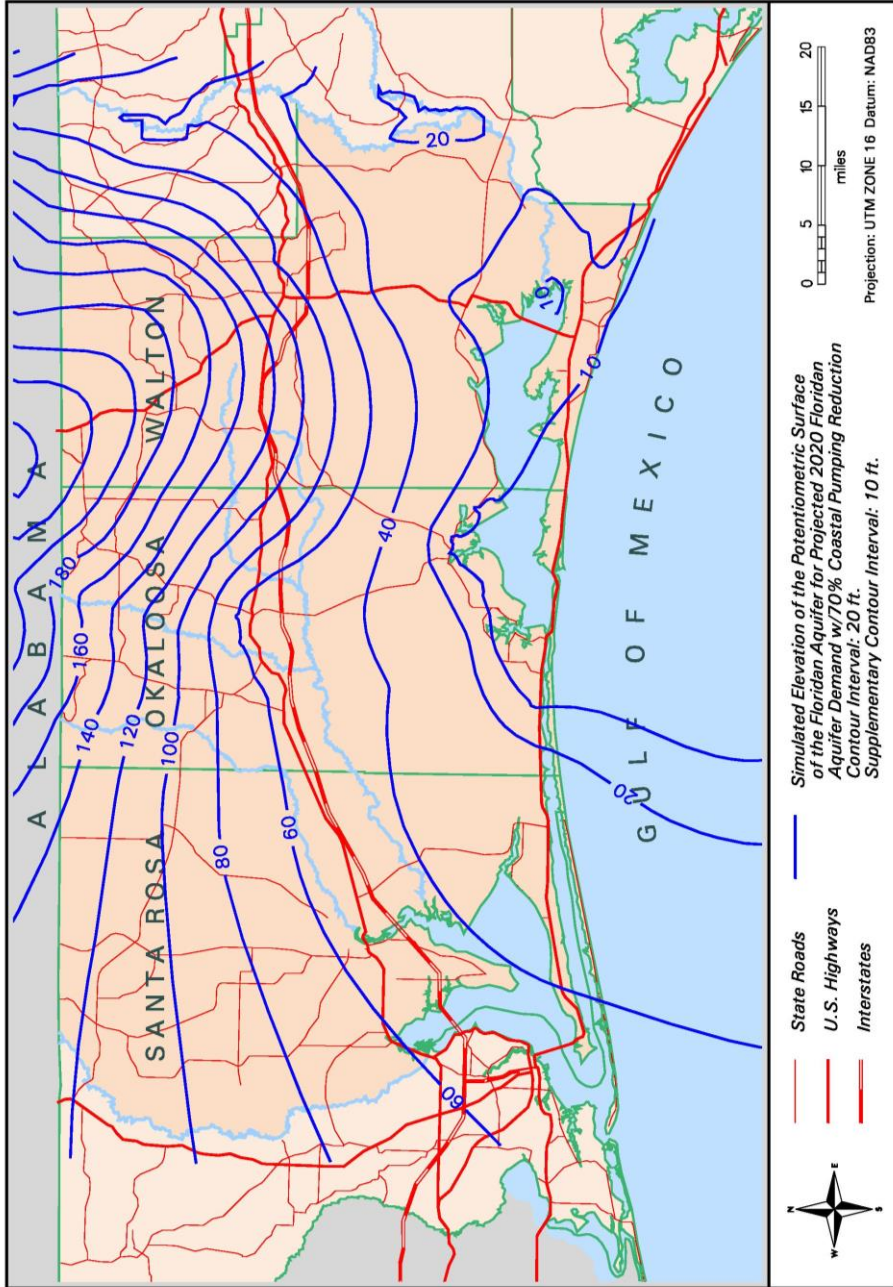 ALABAMA
SANTA ROSA
OKALOOSA
WALTON
180
160
140
120
100
80
60
60
40
20
20
10
10
GULF OF MEXICO
N
W
E
S
State Roads
U.S. Highways
Interstates
Simulated Elevation of the Potentiometric Surface
of the Floridan Aquifer for Projected 2020 Floridan
Aquifer Demand w/70% Coastal Pumping Reduction
Contour Interval: 20 ft.
Supplementary Contour Interval: 10 ft.
0 5 10 15 20
miles
Projection: UTM ZONE 16 Datum: NAD83